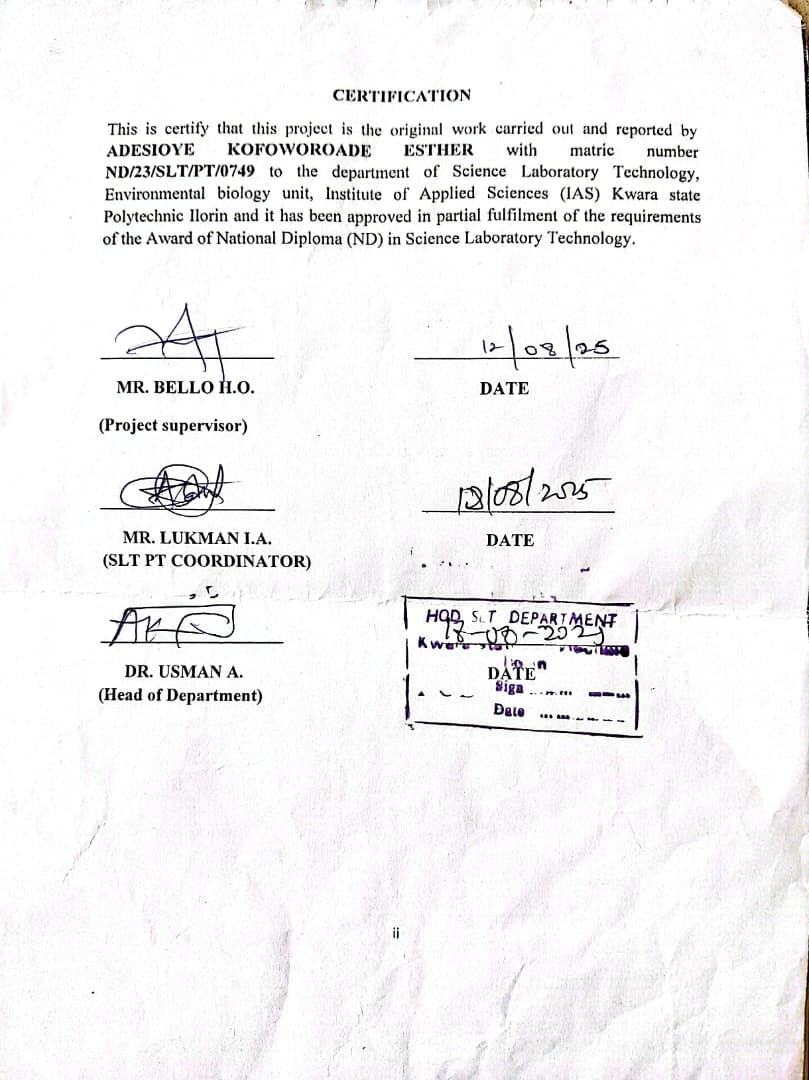 CERTIFICATION
This is certify that this project is the original work carried out and reported by
ADESIOYE KOFOWOROADE ESTHER with matric number
ND/23/SLT/PT/0749 to the department of Science Laboratory Technology,
Environmental biology unit, Institute of Applied Sciences (IAS) Kwara state
Polytechnic Ilorin and it has been approved in partial fulfilment of the requirements
of the Award of National Diploma (ND) in Science Laboratory Technology.
12/08/25
MR. BELLO H.O. DATE
(Project supervisor)
/08/2025
MR. LUKMAN I.A. DATE
(SLT PT COORDINATOR)
HOD SLT DEPARTMENT
DR. USMAN A. DATE
(Head of Department) Sign
Date
ii